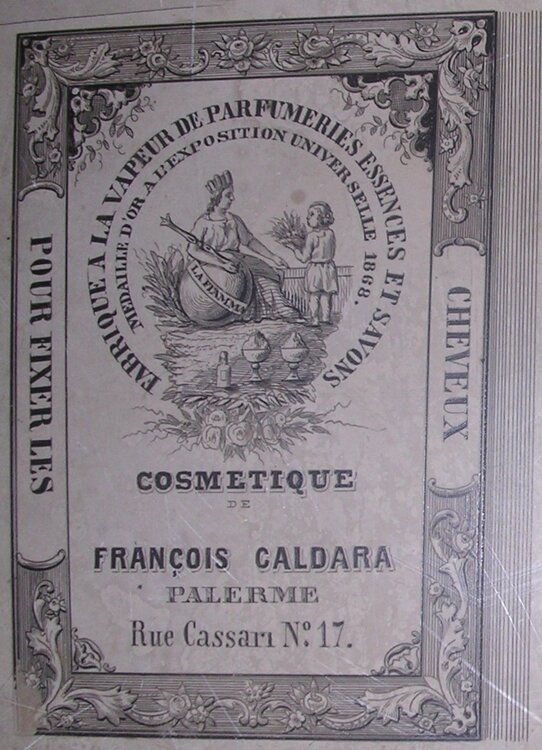 FABRIQUE A LA VAPEUR DE PARFUMERIES ESSENCES ET SAVONS
MEDAILLE D'OR A L'EXPOSITION UNIVERSELLE 1868.
LA FIAMMA
POUR FIXER LES
CHEVEUX
COSMETIQUE
DE
FRANÇOIS CALDARA
PALERME
Rue Cassari Nº 17.